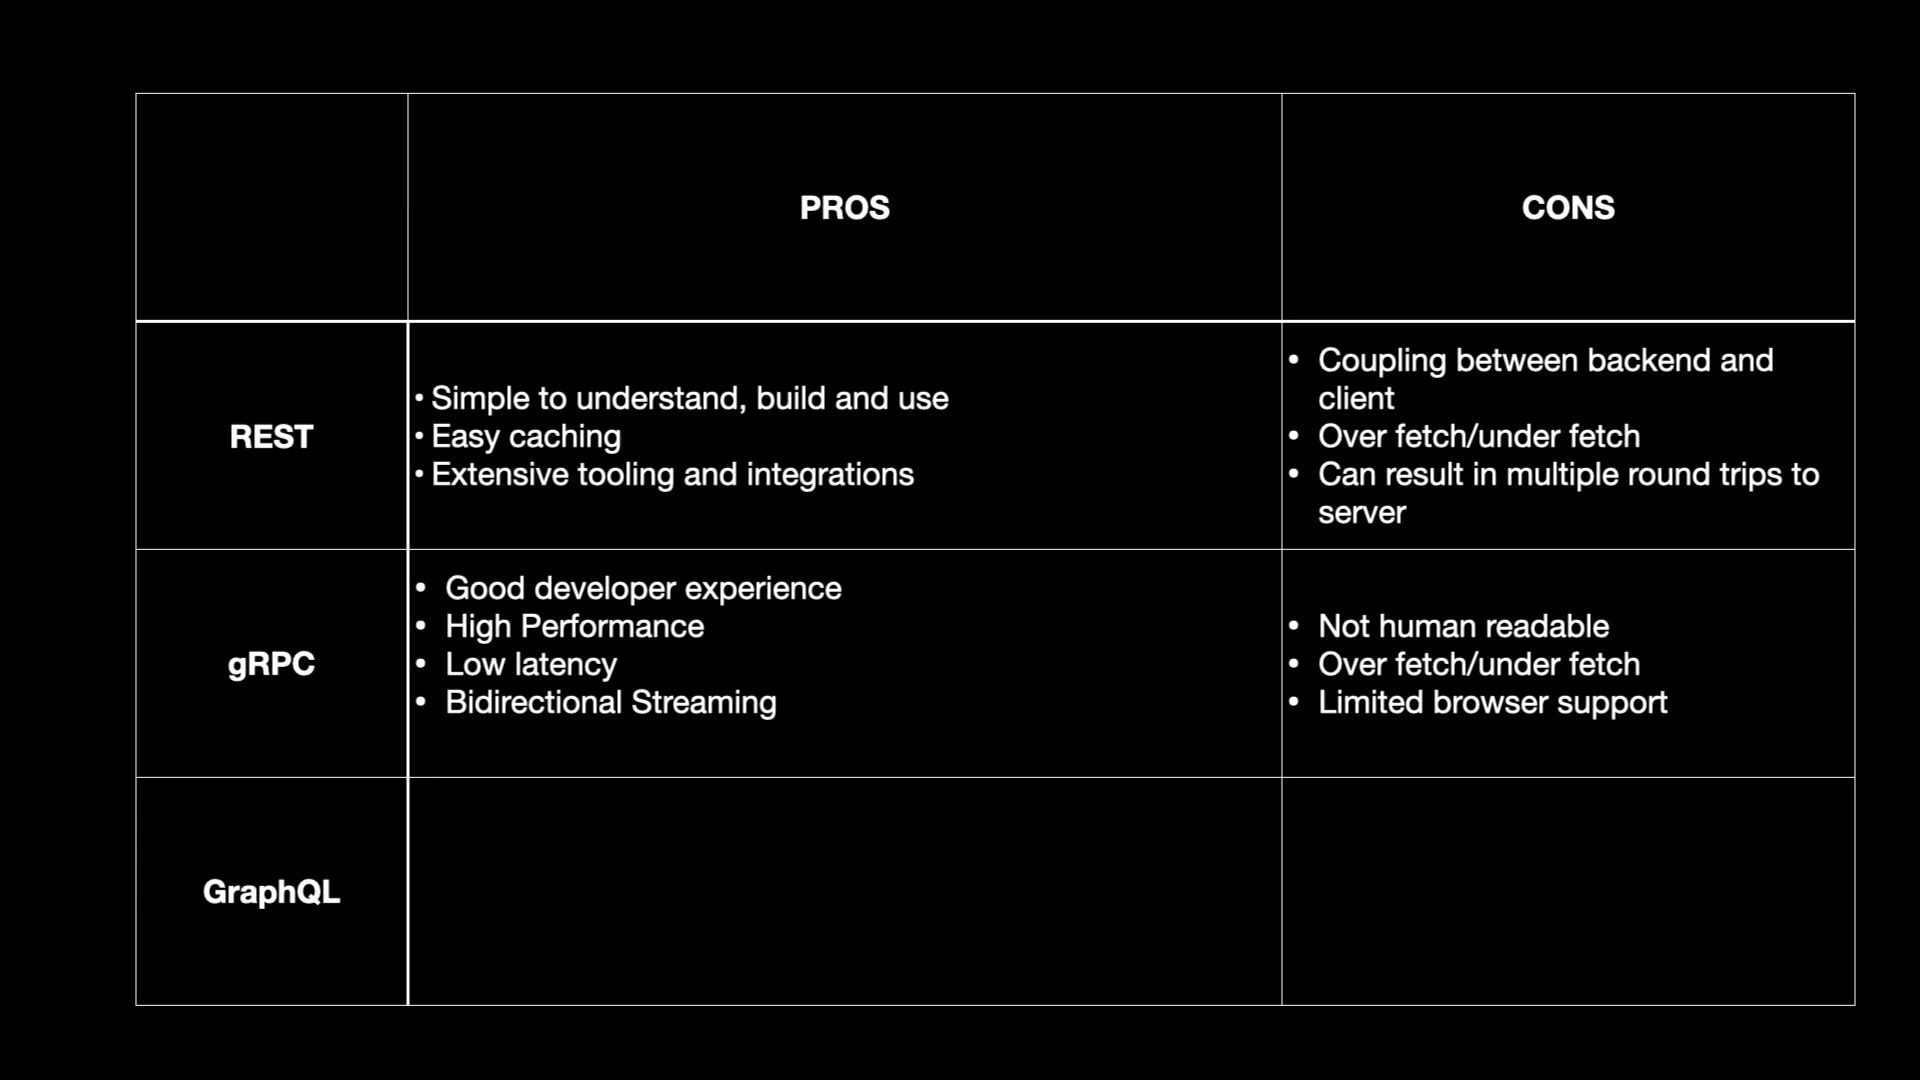 PROS
CONS
REST
• Simple to understand, build and use
• Easy caching
• Extensive tooling and integrations
• Coupling between backend and
client
• Over fetch/under fetch
• Can result in multiple round trips to
server
gRPC
• Good developer experience
• High Performance
• Low latency
• Bidirectional Streaming
• Not human readable
• Over fetch/under fetch
• Limited browser support
GraphQL